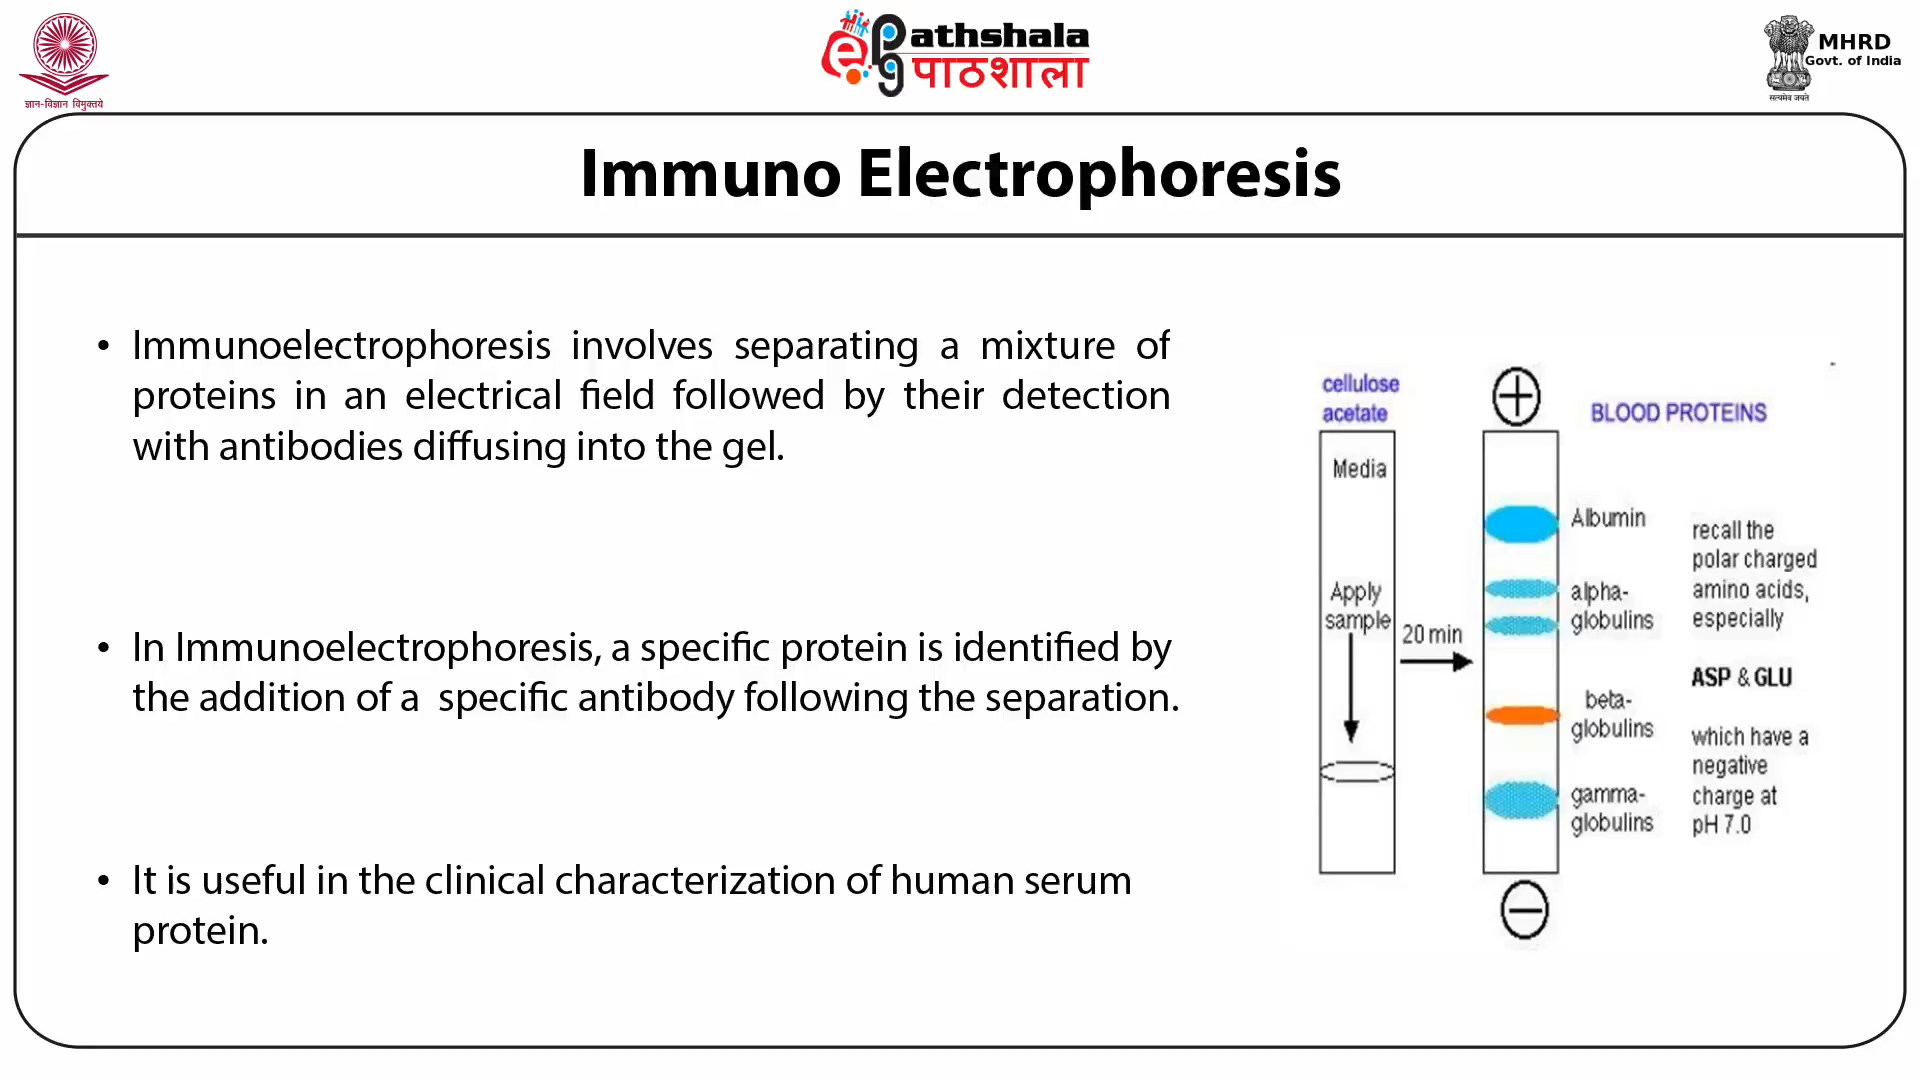 ज्ञान-विज्ञान विमुक्तये
ePathshala
पाठशाला
MHRD
Govt. of India
सत्यमेव जयते
Immuno Electrophoresis
• Immunoelectrophoresis involves separating a mixture of
proteins in an electrical field followed by their detection
with antibodies diffusing into the gel.
• In Immunoelectrophoresis, a specific protein is identified by
the addition of a specific antibody following the separation.
• It is useful in the clinical characterization of human serum
protein.
cellulose
acetate
Media
Apply
sample
20 min
+
BLOOD PROTEINS
Albumin
alpha-
globulins
beta-
globulins
gamma-
globulins
−
recall the
polar charged
amino acids,
especially
ASP & GLU
which have a
negative
charge at
pH 7.0